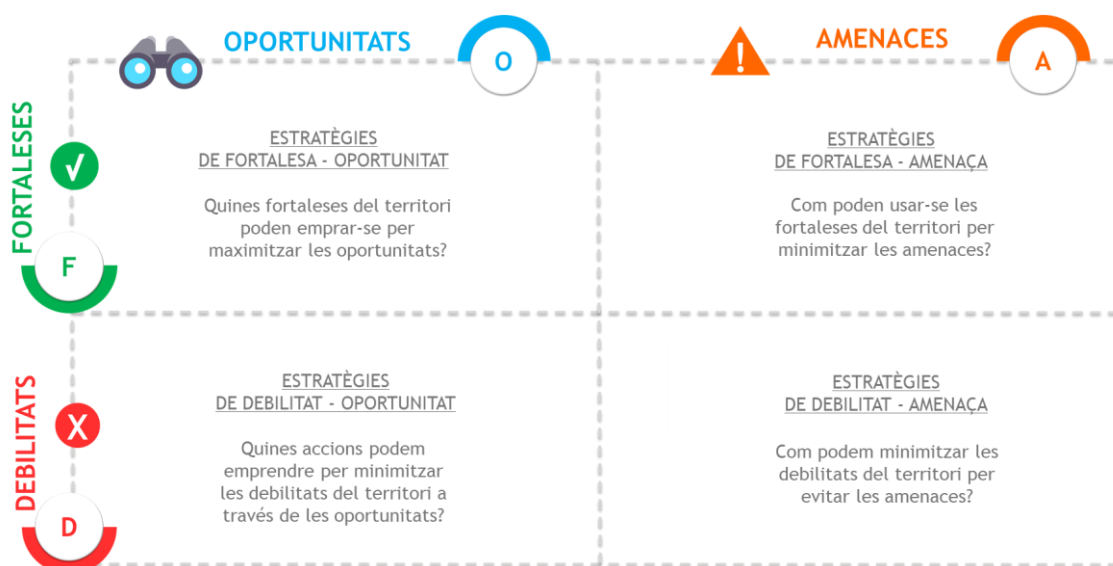 OPORTUNITATS
O
AMENACES
A
FORTALESES
F
ESTRATÈGIES
DE FORTALESA - OPORTUNITAT
Quines fortaleses del territori
poden emprar-se per
maximitzar les oportunitats?
ESTRATÈGIES
DE FORTALESA - AMENAÇA
Com poden usar-se les
fortaleses del territori per
minimitzar les amenaces?
DEBILITATS
X
D
ESTRATÈGIES
DE DEBILITAT - OPORTUNITAT
Quines accions podem
emprendre per minimitzar
les debilitats del territori a
través de les oportunitats?
ESTRATÈGIES
DE DEBILITAT - AMENAÇA
Com podem minimitzar les
debilitats del territori per
evitar les amenaces?